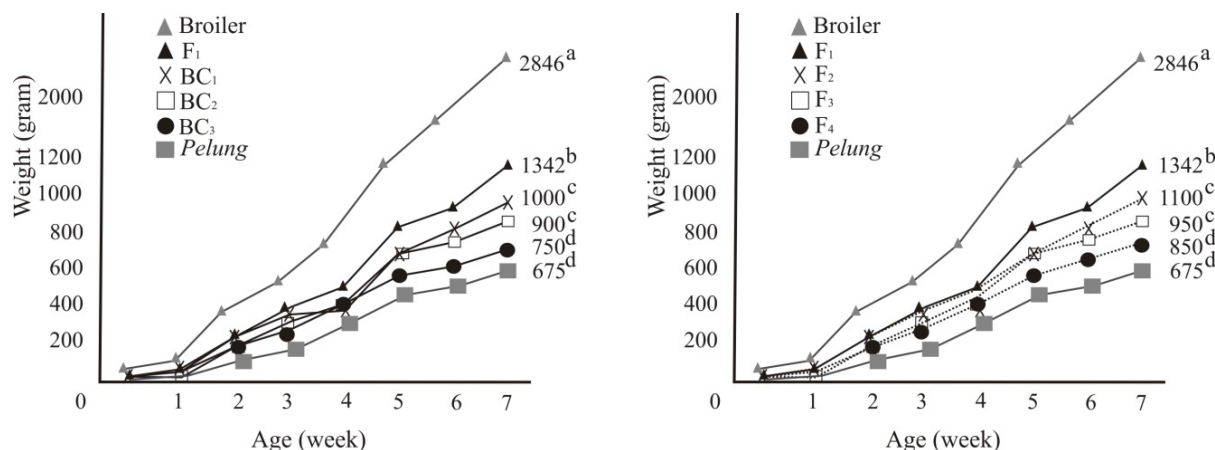 Broiler
F1
BC1
BC2
BC3
Pelung
Weight (gram)
2000
1200
1000
800
600
400
200
0
1 2 3 4 5 6 7
Age (week)
2846a
1342b
1000c
900c
750d
675d
Broiler
F1
F2
F3
F4
Pelung
Weight (gram)
2000
1200
1000
800
600
400
200
0
1 2 3 4 5 6 7
Age (week)
2846a
1342b
1100c
950c
850d
675d